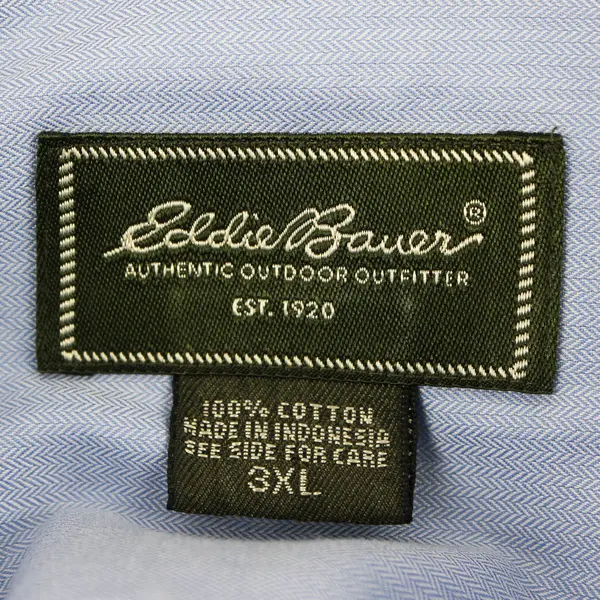 Eddie Bauer®
AUTHENTIC OUTDOOR OUTFITTER
EST. 1920
100% COTTON
MADE IN INDONESIA
SEE SIDE FOR CARE
3XL